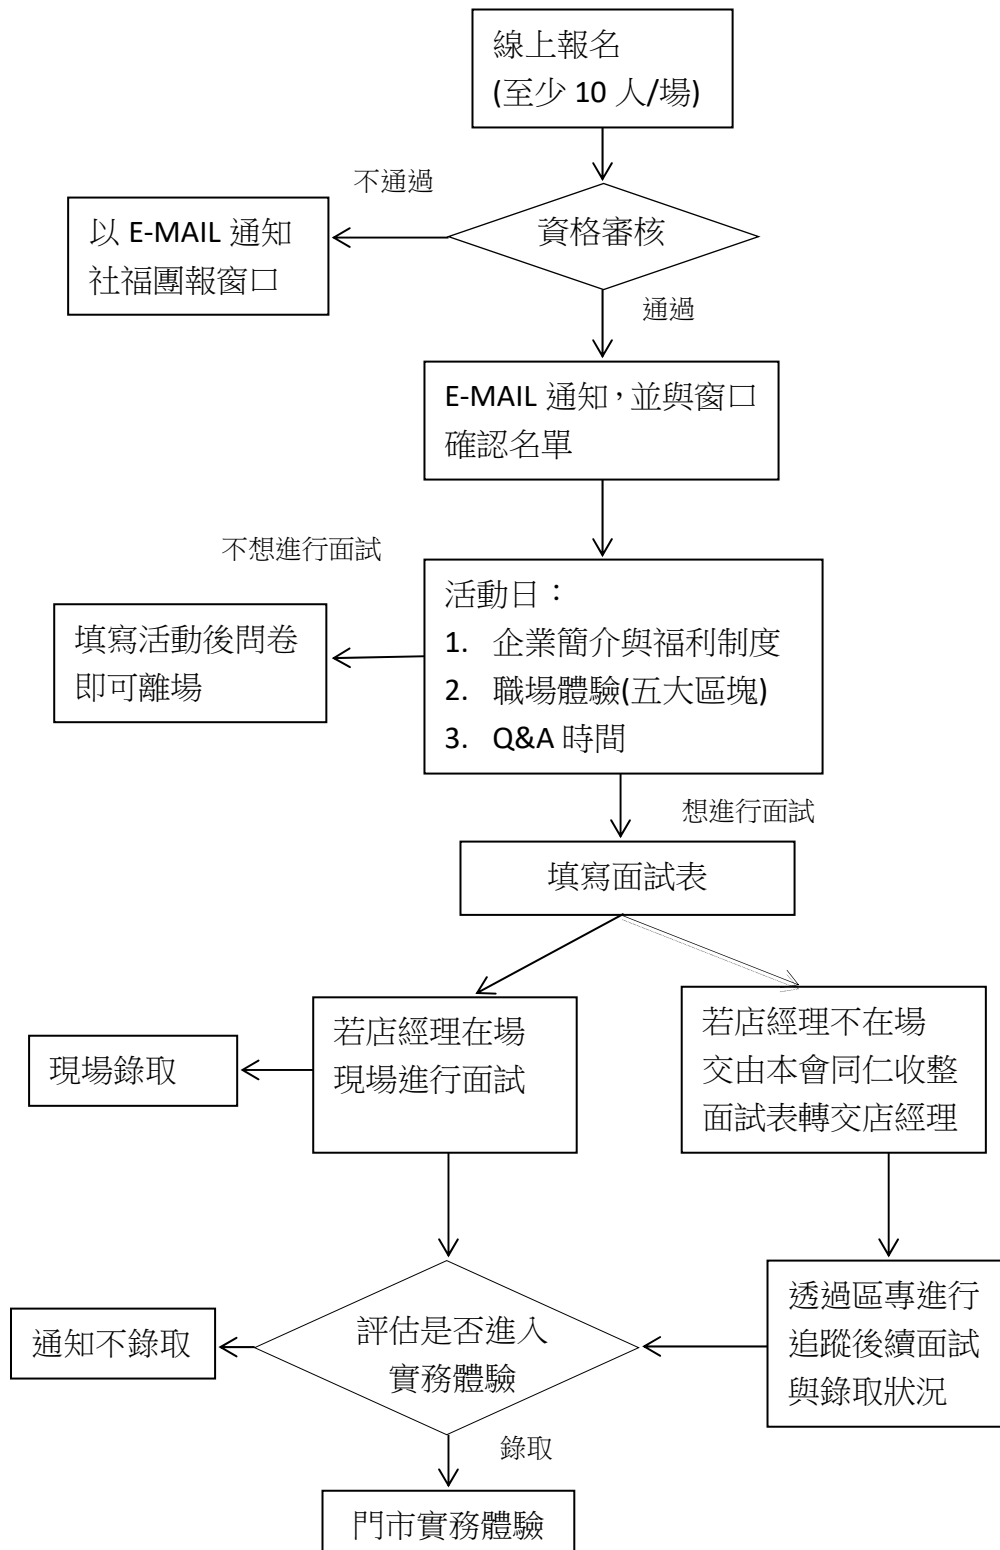 線上報名
(至少 10 人/場)
不通過
以 E-MAIL 通知
社福團報窗口
資格審核
通過
E-MAIL 通知，並與窗口
確認名單
不想進行面試
填寫活動後問卷
即可離場
活動日：
1. 企業簡介與福利制度
2. 職場體驗(五大區塊)
3. Q&A 時間
想進行面試
填寫面試表
現場錄取
若店經理在場
現場進行面試
若店經理不在場
交由本會同仁收整
面試表轉交店經理
通知不錄取
評估是否進入
實務體驗
透過區專進行
追蹤後續面試
與錄取狀況
錄取
門市實務體驗